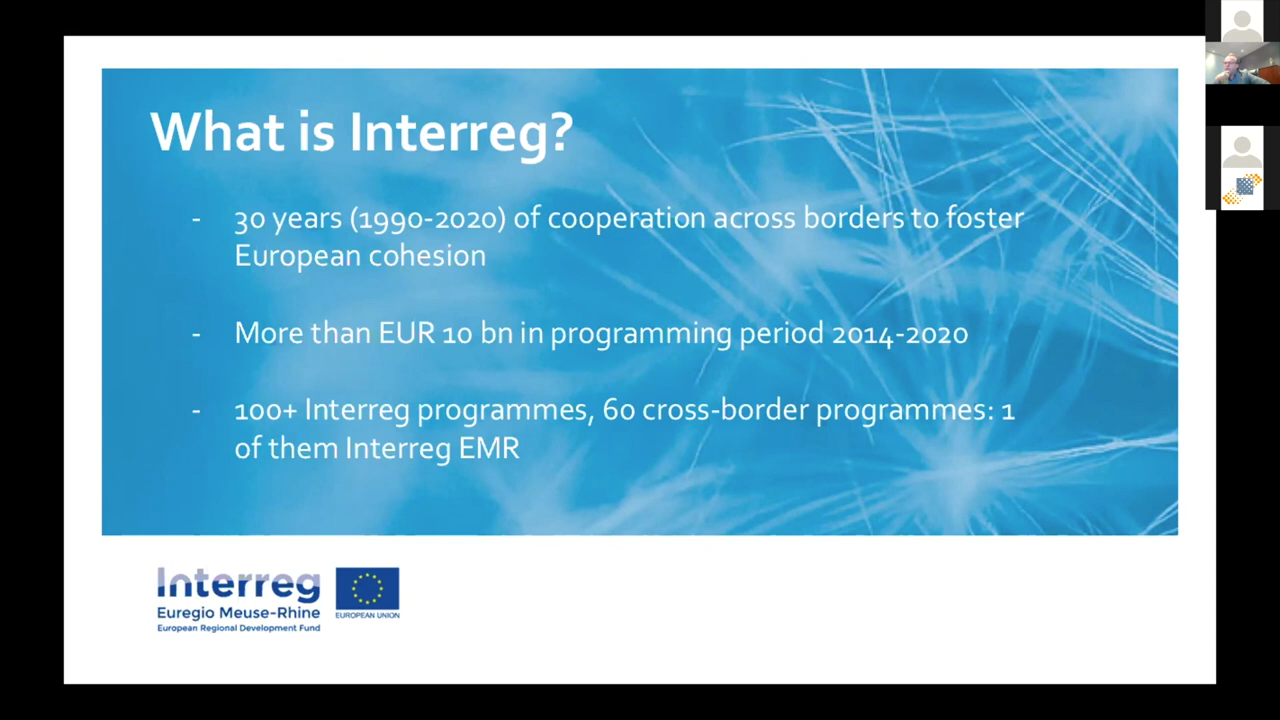 What is Interreg?
- 30 years (1990-2020) of cooperation across borders to foster
European cohesion
- More than EUR 10 bn in programming period 2014-2020
- 100+ Interreg programmes, 60 cross-border programmes: 1
of them Interreg EMR
Interreg
Euregio Meuse-Rhine
European Regional Development Fund
EUROPEAN UNION